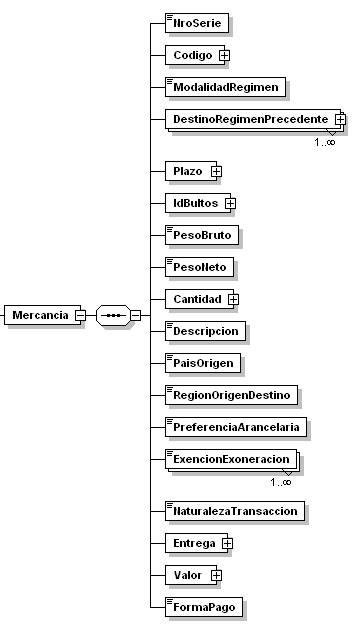 NroSerie
Codigo
ModalidadRegimen
DestinoRegimenPrecedente
1..∞
Plazo
IdBultos
PesoBruto
PesoNeto
Cantidad
Mercancia
Descripcion
PaisOrigen
RegionOrigenDestino
PreferenciaArancelaria
ExencionExoneracion
1..∞
NaturalezaTransaccion
Entrega
Valor
FormaPago